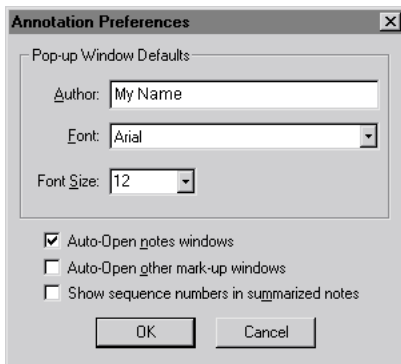 Annotation Preferences
Pop-up Window Defaults
Author: My Name
Font: Arial
Font Size: 12
Auto-Open notes windows
Auto-Open other mark-up windows
Show sequence numbers in summarized notes
OK Cancel